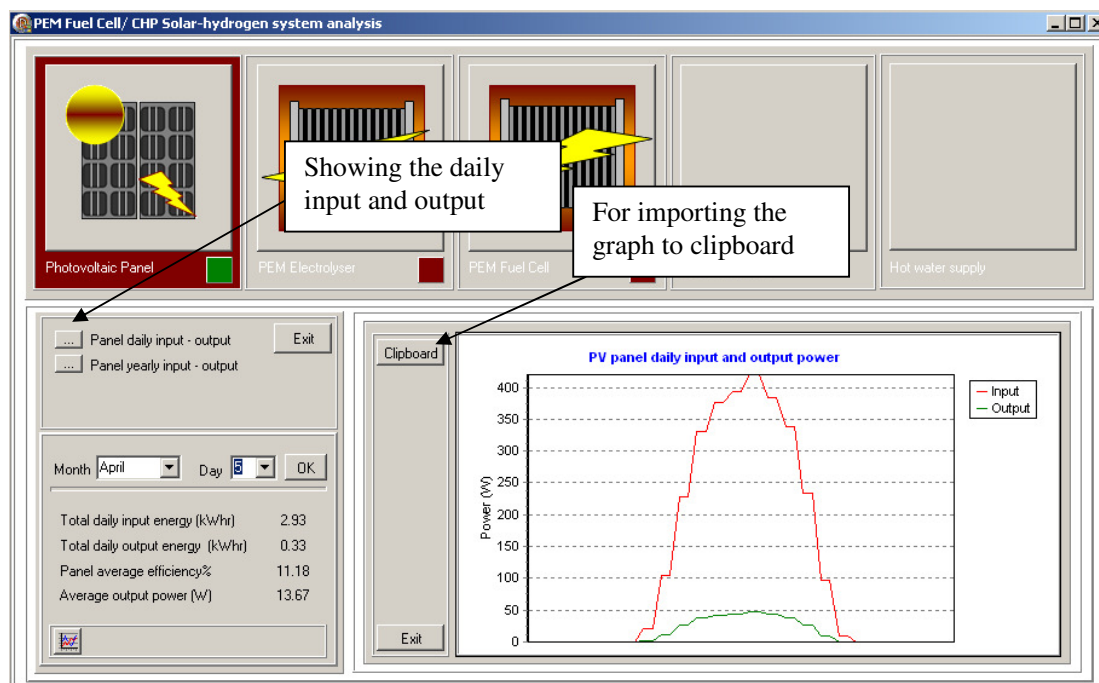 PEM Fuel Cell/ CHP Solar-hydrogen system analysis
Showing the daily
input and output
For importing the
graph to clipboard
Photovoltaic Panel
PEM Electrolyser
PEM Fuel Cell
Hot water supply
... Panel daily input - output
Exit
... Panel yearly input - output
Month April Day 5 OK
Total daily input energy (kWhr) 2.93
Total daily output energy (kWhr) 0.33
Panel average efficiency% 11.18
Average output power (W) 13.67
Clipboard
Exit
PV panel daily input and output power
Input
Output
Power (W)
400
350
300
250
200
150
100
50
0